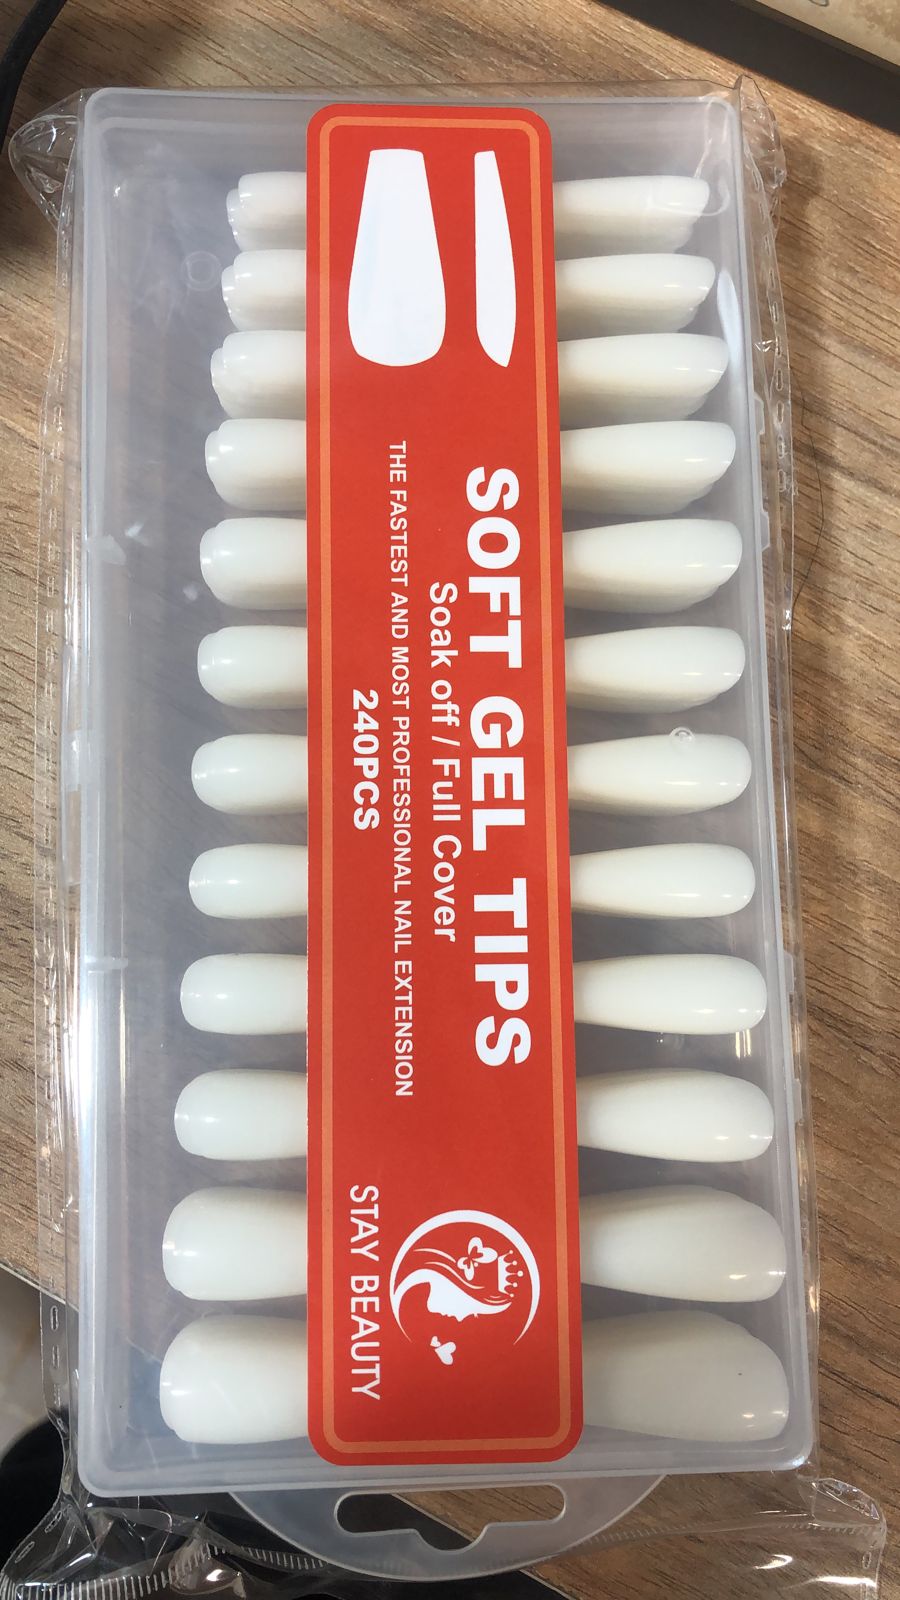 SOFT GEL TIPS
Soak off / Full Cover
THE FASTEST AND MOST PROFESSIONAL NAIL EXTENSION
240PCS
STAY BEAUTY